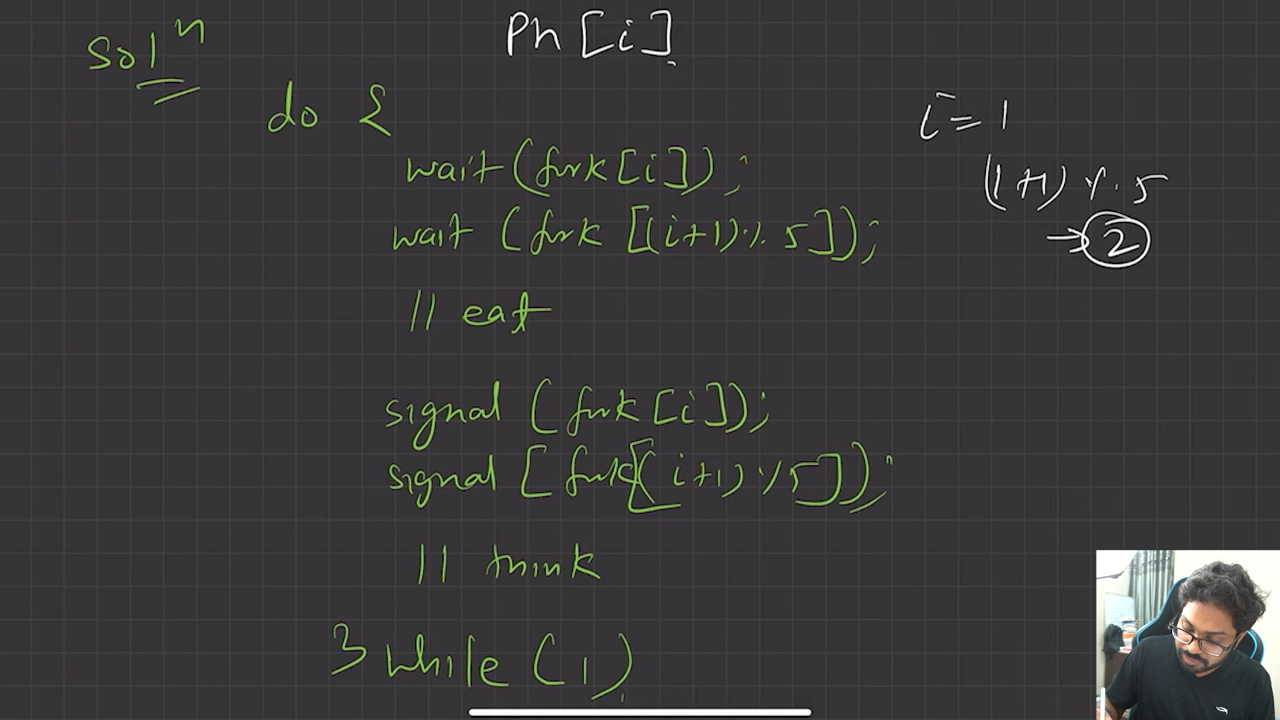 Solⁿ
Ph[i]
do {
i = 1
wait(fork[i]);
(1+1) % 5
wait (fork [(i+1) % 5]);
→ 2
// eat
signal (fork [i]);
signal [fork[(i+1) % 5]);
// think
} while (1)